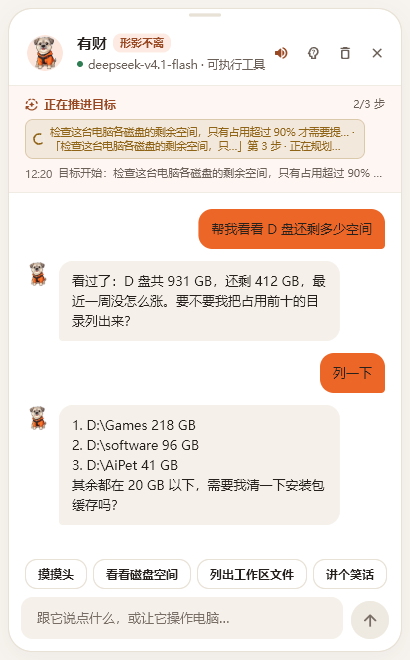 有财 形影不离
deepseek-v4.1-flash · 可执行工具
正在推进目标 2/3 步
检查这台电脑各磁盘的剩余空间，只有占用超过 90% 才需要提… ·
「检查这台电脑各磁盘的剩余空间，只…」第 3 步 · 正在规划…
12:20 目标开始：检查这台电脑各磁盘的剩余空间，只有占用超过 90% …
帮我看看 D 盘还剩多少空间
看过了：D 盘共 931 GB，还剩 412 GB，最
近一周没怎么涨。要不要我把占用前十的目
录列出来？
列一下
1. D:\Games 218 GB
2. D:\software 96 GB
3. D:\AiPet 41 GB
其余都在 20 GB 以下，需要我清一下安装包
缓存吗？
摸摸头 看看磁盘空间 列出工作区文件 讲个笑话
跟它说点什么，或让它操作电脑…